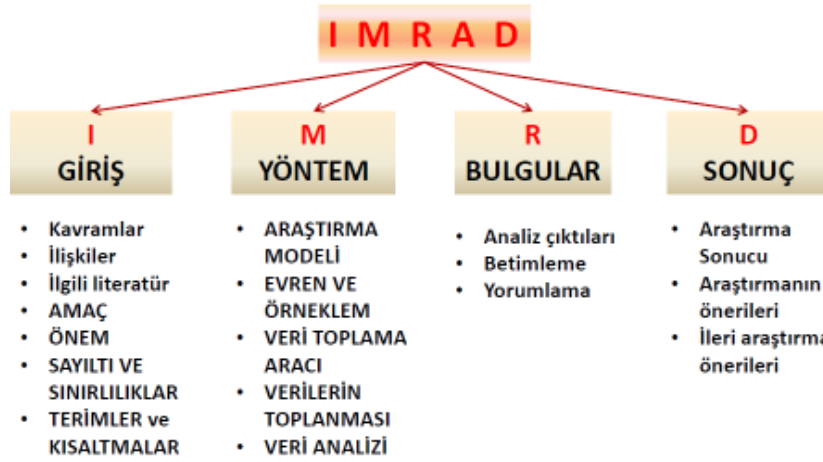 I M R A D
I
GİRİŞ
• Kavramlar
• İlişkiler
• İlgili literatür
• AMAÇ
• ÖNEM
• SAYILTI VE
SINIRLILIKLAR
• TERİMLER ve
KISALTMALAR
M
YÖNTEM
• ARAŞTIRMA
MODELİ
• EVREN VE
ÖRNEKLEM
• VERİ TOPLAMA
ARACI
• VERİLERİN
TOPLANMASI
• VERİ ANALİZİ
R
BULGULAR
• Analiz çıktıları
• Betimleme
• Yorumlama
D
SONUÇ
• Araştırma
Sonucu
• Araştırmanın
önerileri
• İleri araştırma
önerileri